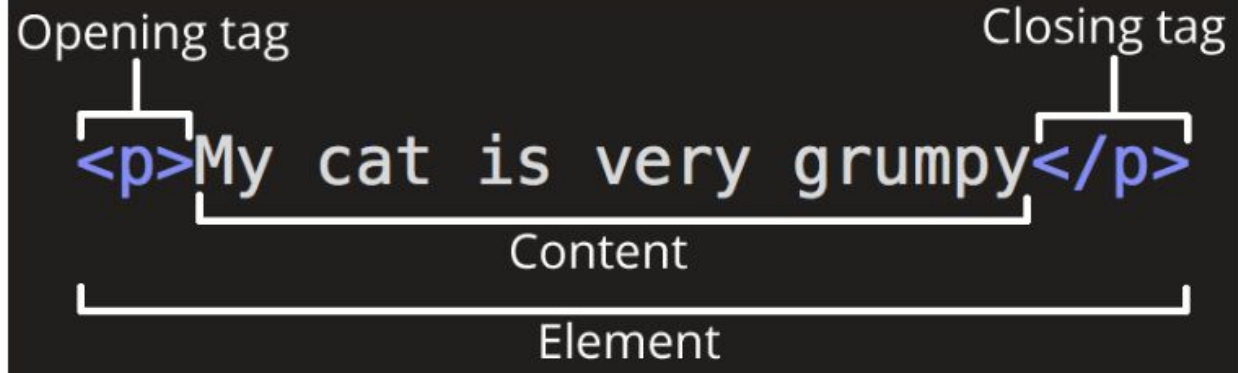 Opening tag
Closing tag
<p>My cat is very grumpy</p>
Content
Element